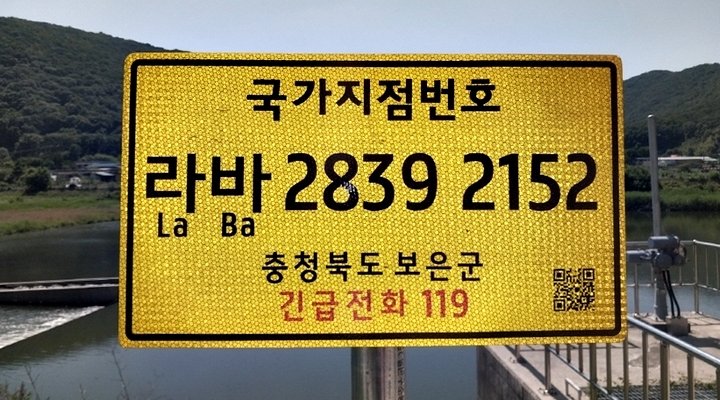 국가지점번호
라바 2839 2152
La Ba
충청북도 보은군
긴급전화 119